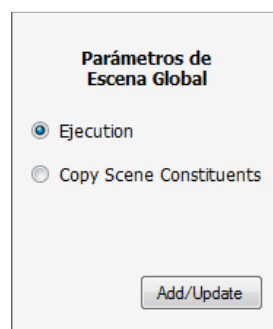 Parámetros de
Escena Global
Ejecution
Copy Scene Constituents
Add/Update